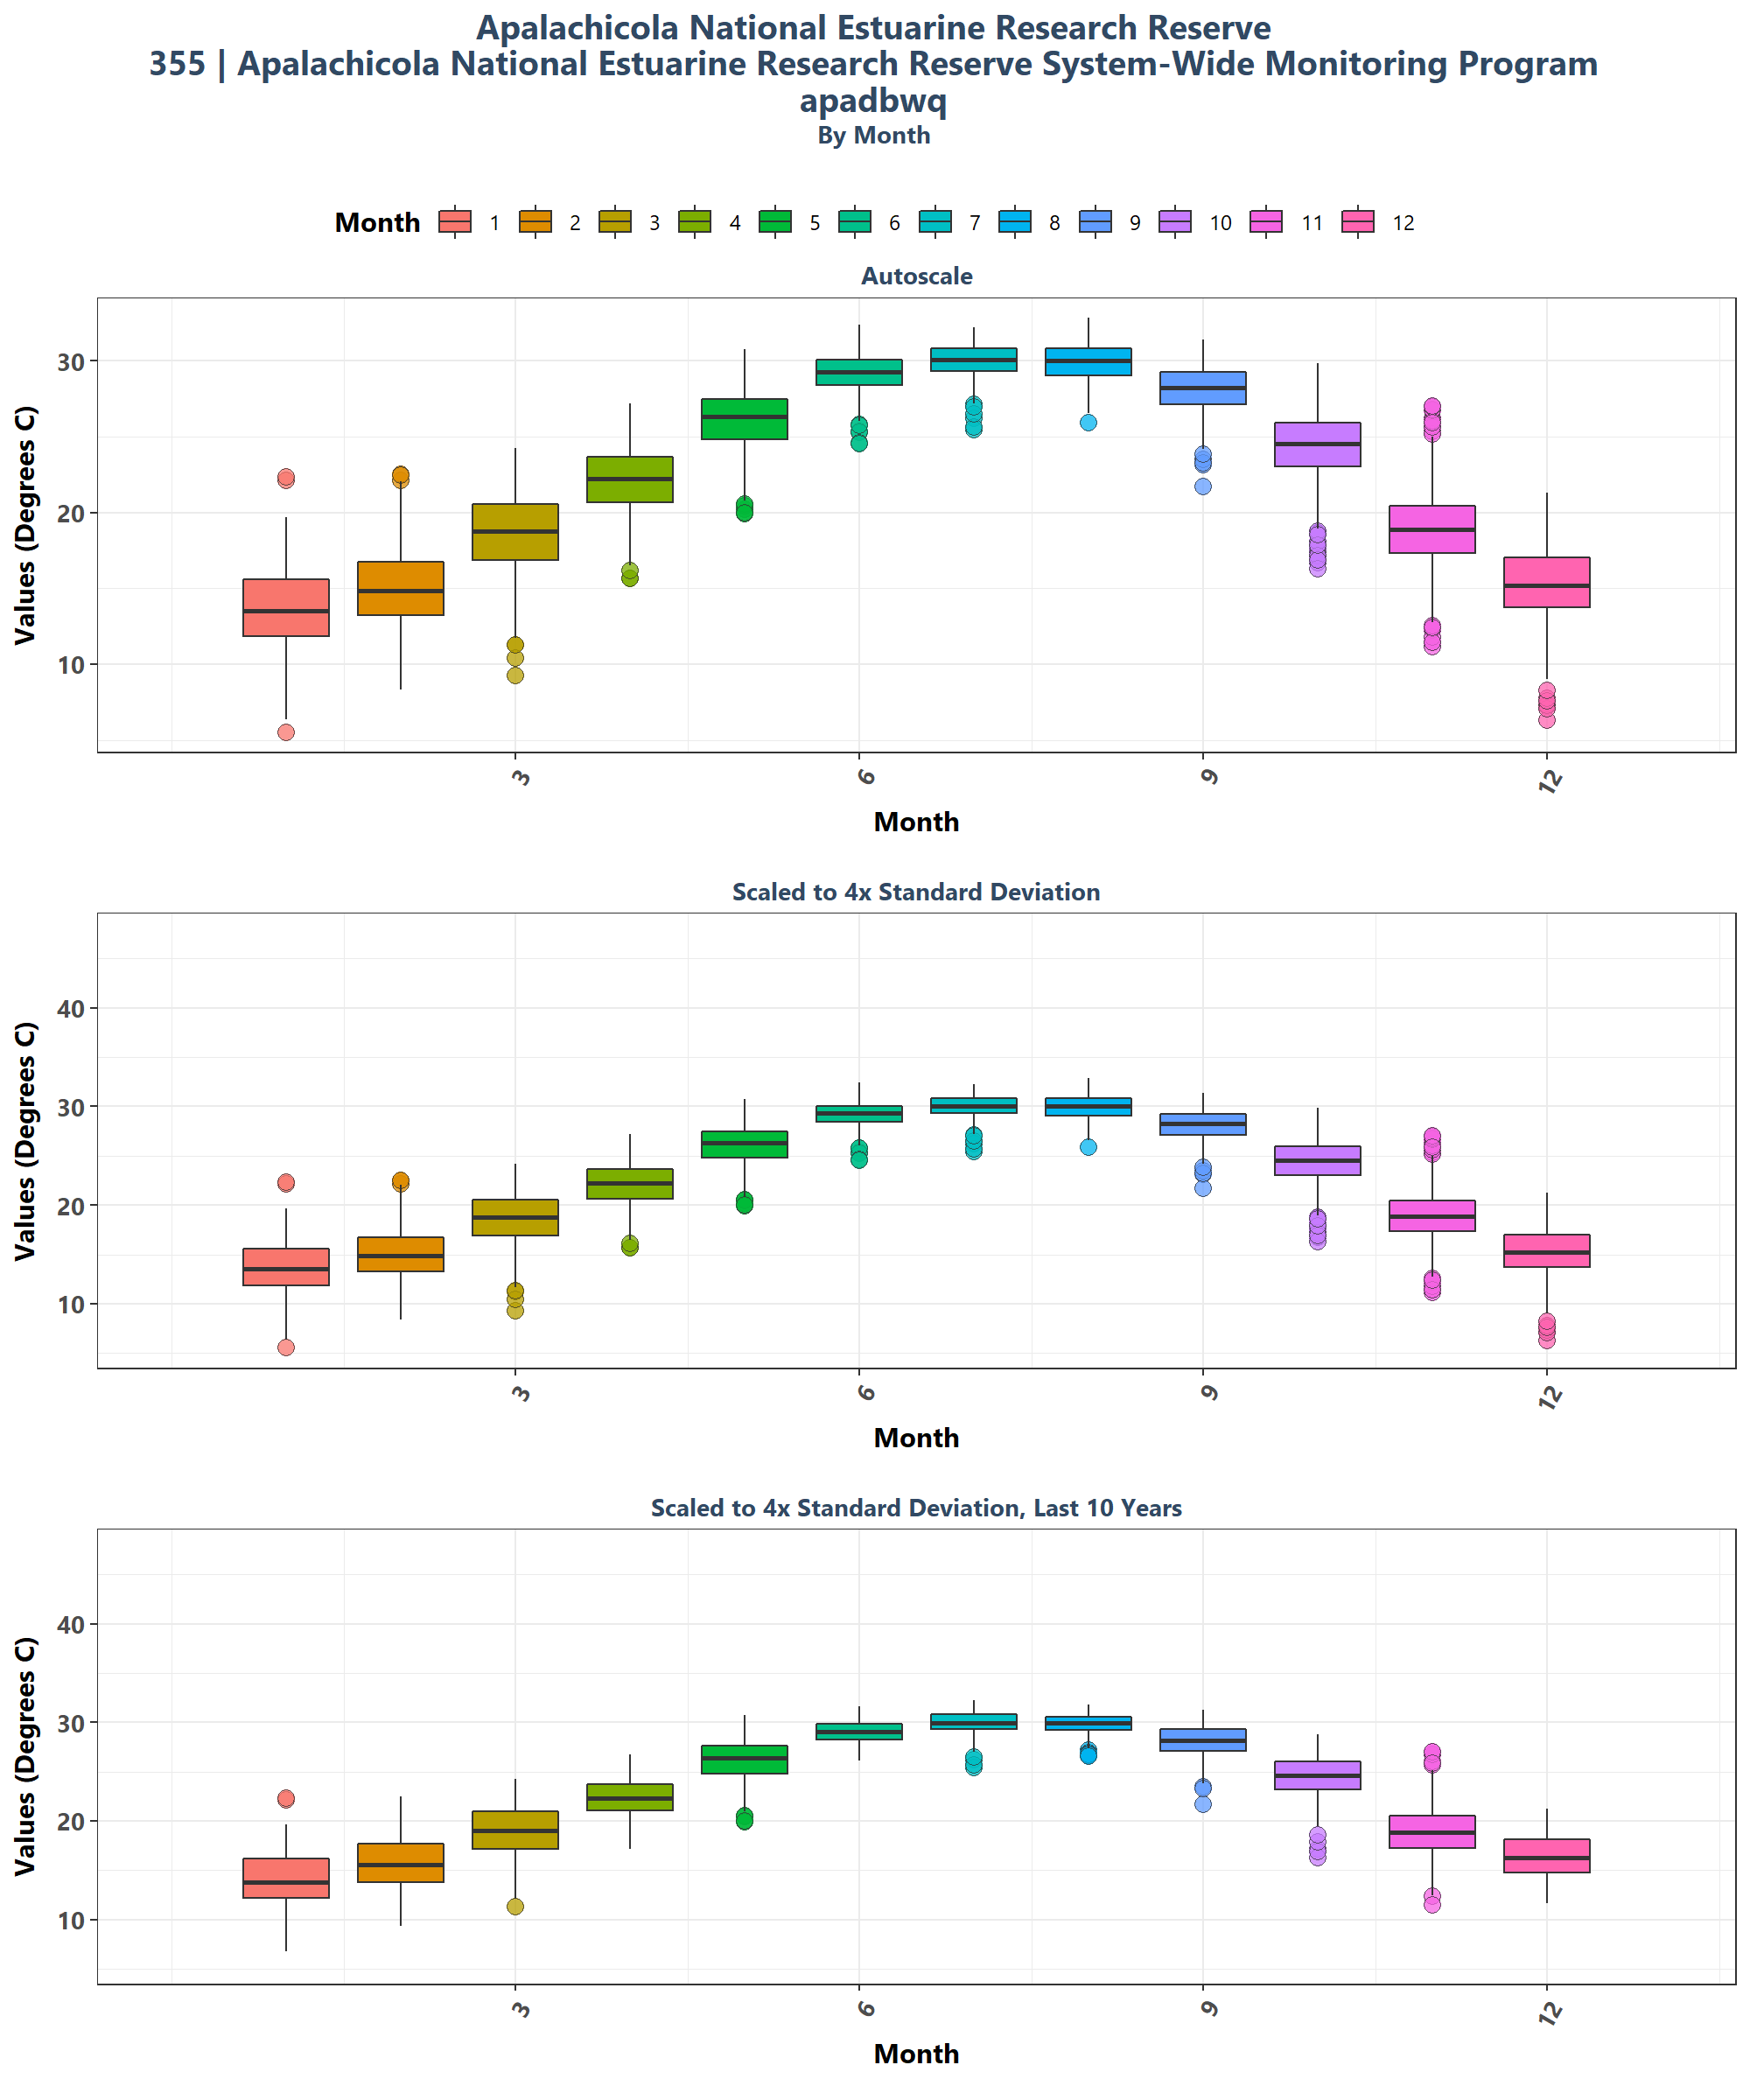 Apalachicola National Estuarine Research Reserve
355 | Apalachicola National Estuarine Research Reserve System-Wide Monitoring Program
apadbwq
By Month
Month 1 2 3 4 5 6 7 8 9 10 11 12
Autoscale
Values (Degrees C)
30
20
10
3 6 9 12
Month
Scaled to 4x Standard Deviation
Values (Degrees C)
40
30
20
10
3 6 9 12
Month
Scaled to 4x Standard Deviation, Last 10 Years
Values (Degrees C)
40
30
20
10
3 6 9 12
Month